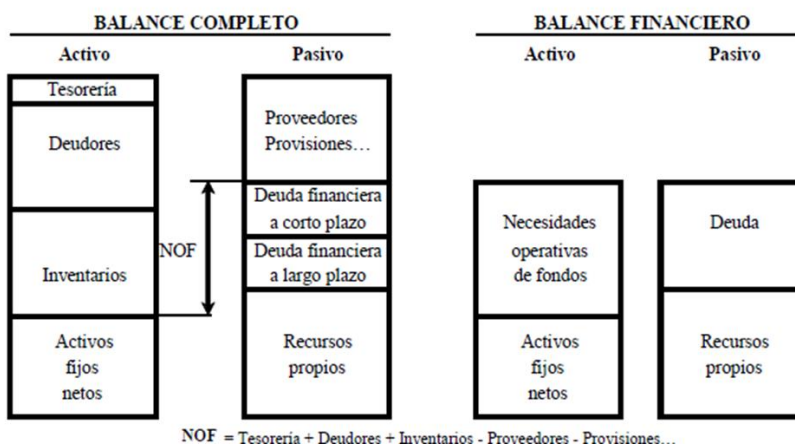 BALANCE COMPLETO
Activo Pasivo
Tesorería
Deudores
Inventarios
Activos
fijos
netos
NOF
Proveedores
Provisiones...
Deuda financiera
a corto plazo
Deuda financiera
a largo plazo
Recursos
propios
BALANCE FINANCIERO
Activo Pasivo
Necesidades
operativas
de fondos
Activos
fijos
netos
Deuda
Recursos
propios
NOF = Tesorería + Deudores + Inventarios - Proveedores - Provisiones...